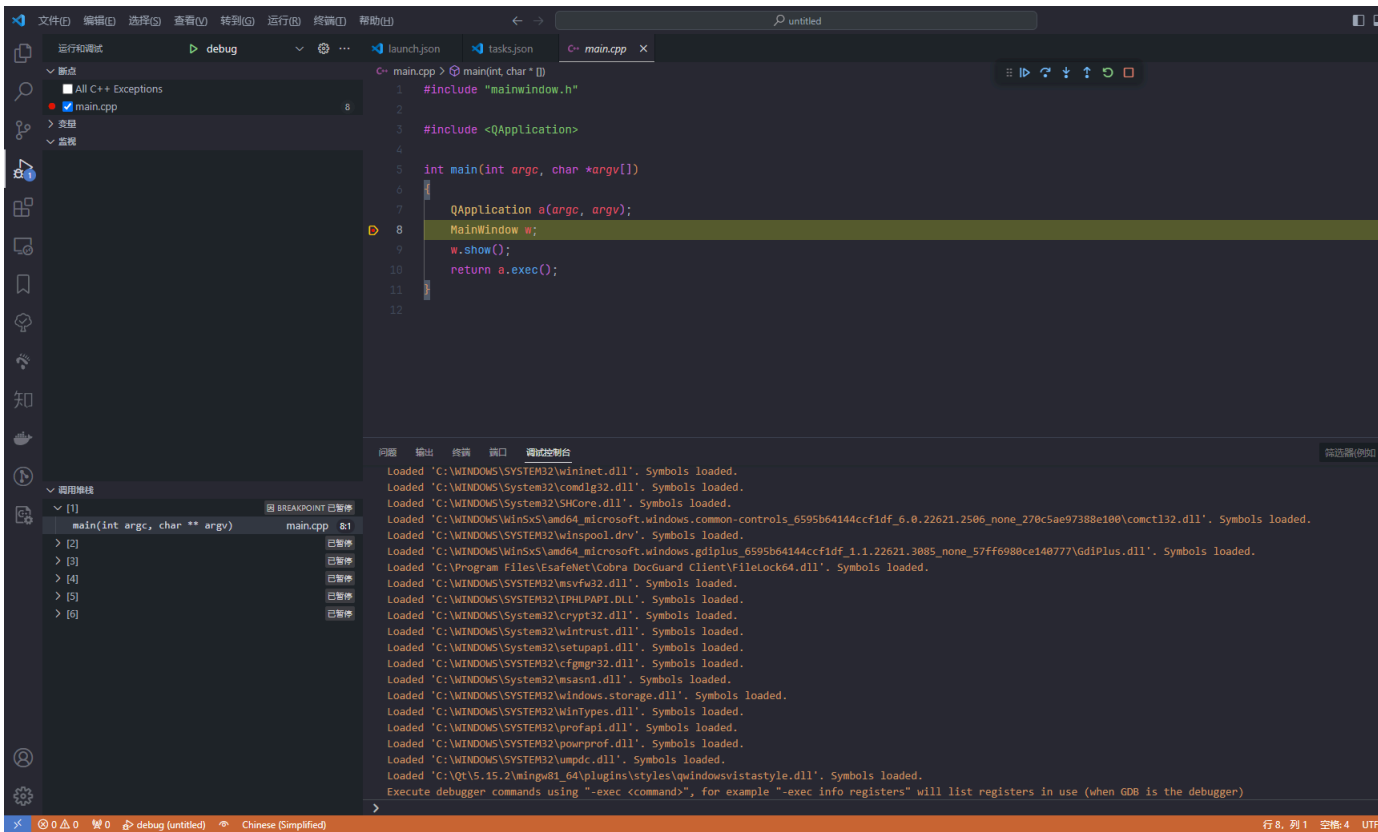 文件(F) 编辑(E) 选择(S) 查看(V) 转到(G) 运行(R) 终端(T) 帮助(H) untitled
运行和调试 debug
launch.json tasks.json main.cpp
断点
All C++ Exceptions
main.cpp 8
变量
监视
main.cpp > main(int, char * [])
1 #include "mainwindow.h"
2
3 #include <QApplication>
4
5 int main(int argc, char *argv[])
6 {
7 QApplication a(argc, argv);
8 MainWindow w;
9 w.show();
10 return a.exec();
11 }
12
知
1
调用堆栈
[1] 因 BREAKPOINT 已暂停
main(int argc, char ** argv) main.cpp 8:1
[2] 已暂停
[3] 已暂停
[4] 已暂停
[5] 已暂停
[6] 已暂停
问题 输出 终端 端口 调试控制台 筛选器(例如
Loaded 'C:\WINDOWS\SYSTEM32\wininet.dll'. Symbols loaded.
Loaded 'C:\WINDOWS\System32\comdlg32.dll'. Symbols loaded.
Loaded 'C:\WINDOWS\System32\SHCore.dll'. Symbols loaded.
Loaded 'C:\WINDOWS\WinSxS\amd64_microsoft.windows.common-controls_6595b64144ccf1df_6.0.22621.2506_none_270c5ae97388e100\comctl32.dll'. Symbols loaded.
Loaded 'C:\WINDOWS\SYSTEM32\winspool.drv'. Symbols loaded.
Loaded 'C:\WINDOWS\WinSxS\amd64_microsoft.windows.gdiplus_6595b64144ccf1df_1.1.22621.3085_none_57ff6980ce140777\GdiPlus.dll'. Symbols loaded.
Loaded 'C:\Program Files\EsafeNet\Cobra DocGuard Client\FileLock64.dll'. Symbols loaded.
Loaded 'C:\WINDOWS\SYSTEM32\msvfw32.dll'. Symbols loaded.
Loaded 'C:\WINDOWS\SYSTEM32\IPHLPAPI.DLL'. Symbols loaded.
Loaded 'C:\WINDOWS\System32\crypt32.dll'. Symbols loaded.
Loaded 'C:\WINDOWS\System32\wintrust.dll'. Symbols loaded.
Loaded 'C:\WINDOWS\System32\setupapi.dll'. Symbols loaded.
Loaded 'C:\WINDOWS\SYSTEM32\cfgmgr32.dll'. Symbols loaded.
Loaded 'C:\WINDOWS\SYSTEM32\msasn1.dll'. Symbols loaded.
Loaded 'C:\WINDOWS\SYSTEM32\windows.storage.dll'. Symbols loaded.
Loaded 'C:\WINDOWS\SYSTEM32\WinTypes.dll'. Symbols loaded.
Loaded 'C:\WINDOWS\SYSTEM32\profapi.dll'. Symbols loaded.
Loaded 'C:\WINDOWS\SYSTEM32\powrprof.dll'. Symbols loaded.
Loaded 'C:\WINDOWS\SYSTEM32\umpdc.dll'. Symbols loaded.
Loaded 'C:\Qt\5.15.2\mingw81_64\plugins\styles\qwindowsvistastyle.dll'. Symbols loaded.
Execute debugger commands using "-exec <command>", for example "-exec info registers" will list registers in use (when GDB is the debugger)
>
0 0 0 debug (untitled) Chinese (Simplified) 行 8，列 1 空格: 4 UTF